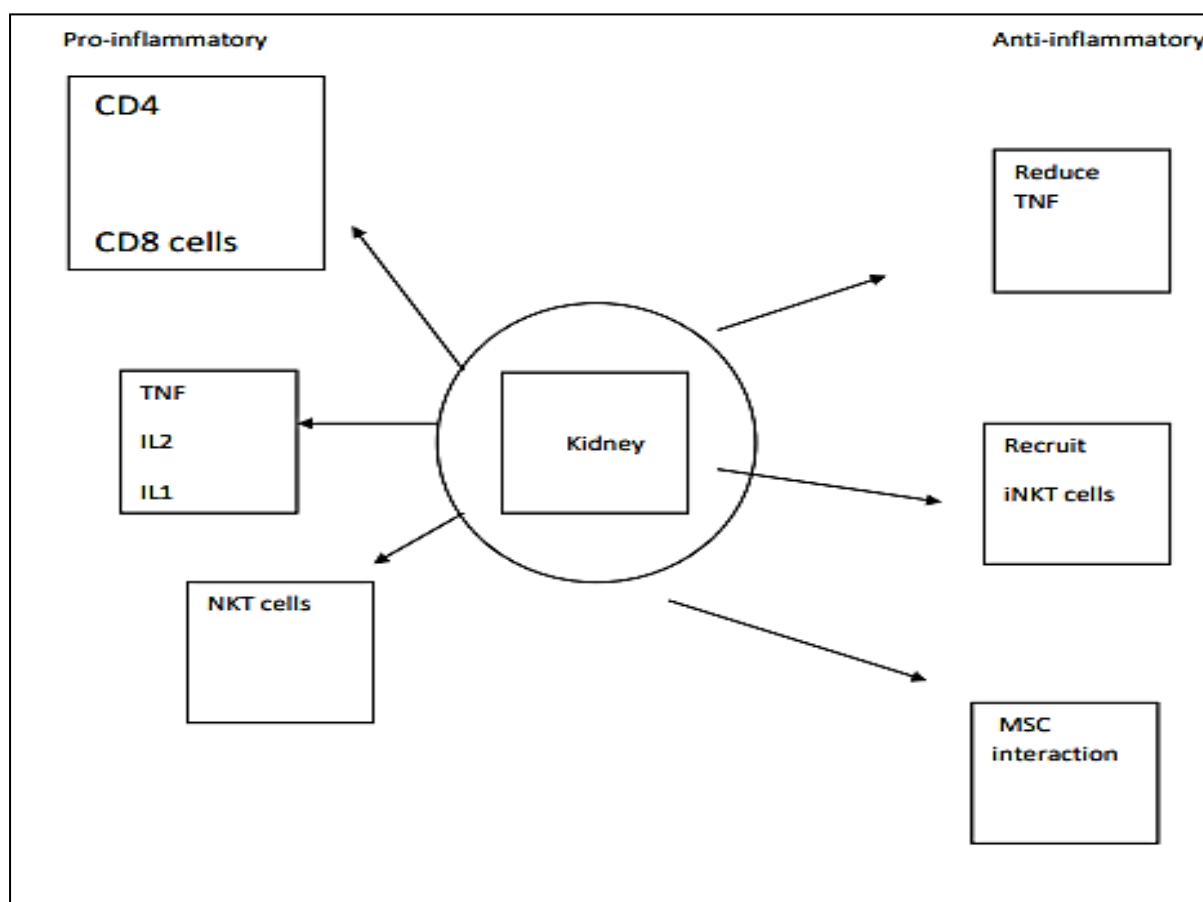 Pro-inflammatory
Anti-inflammatory
CD4
CD8 cells
Reduce
TNF
TNF
IL2
IL1
Kidney
Recruit
iNKT cells
NKT cells
MSC
interaction